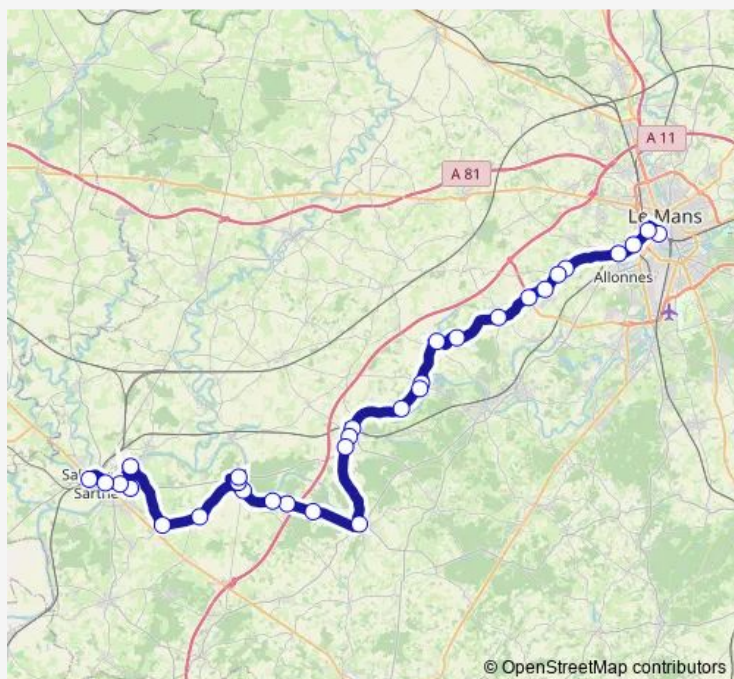 A 11
A 81
Le Mans
Allonnes
Sarthe
© OpenStreetMap contributors